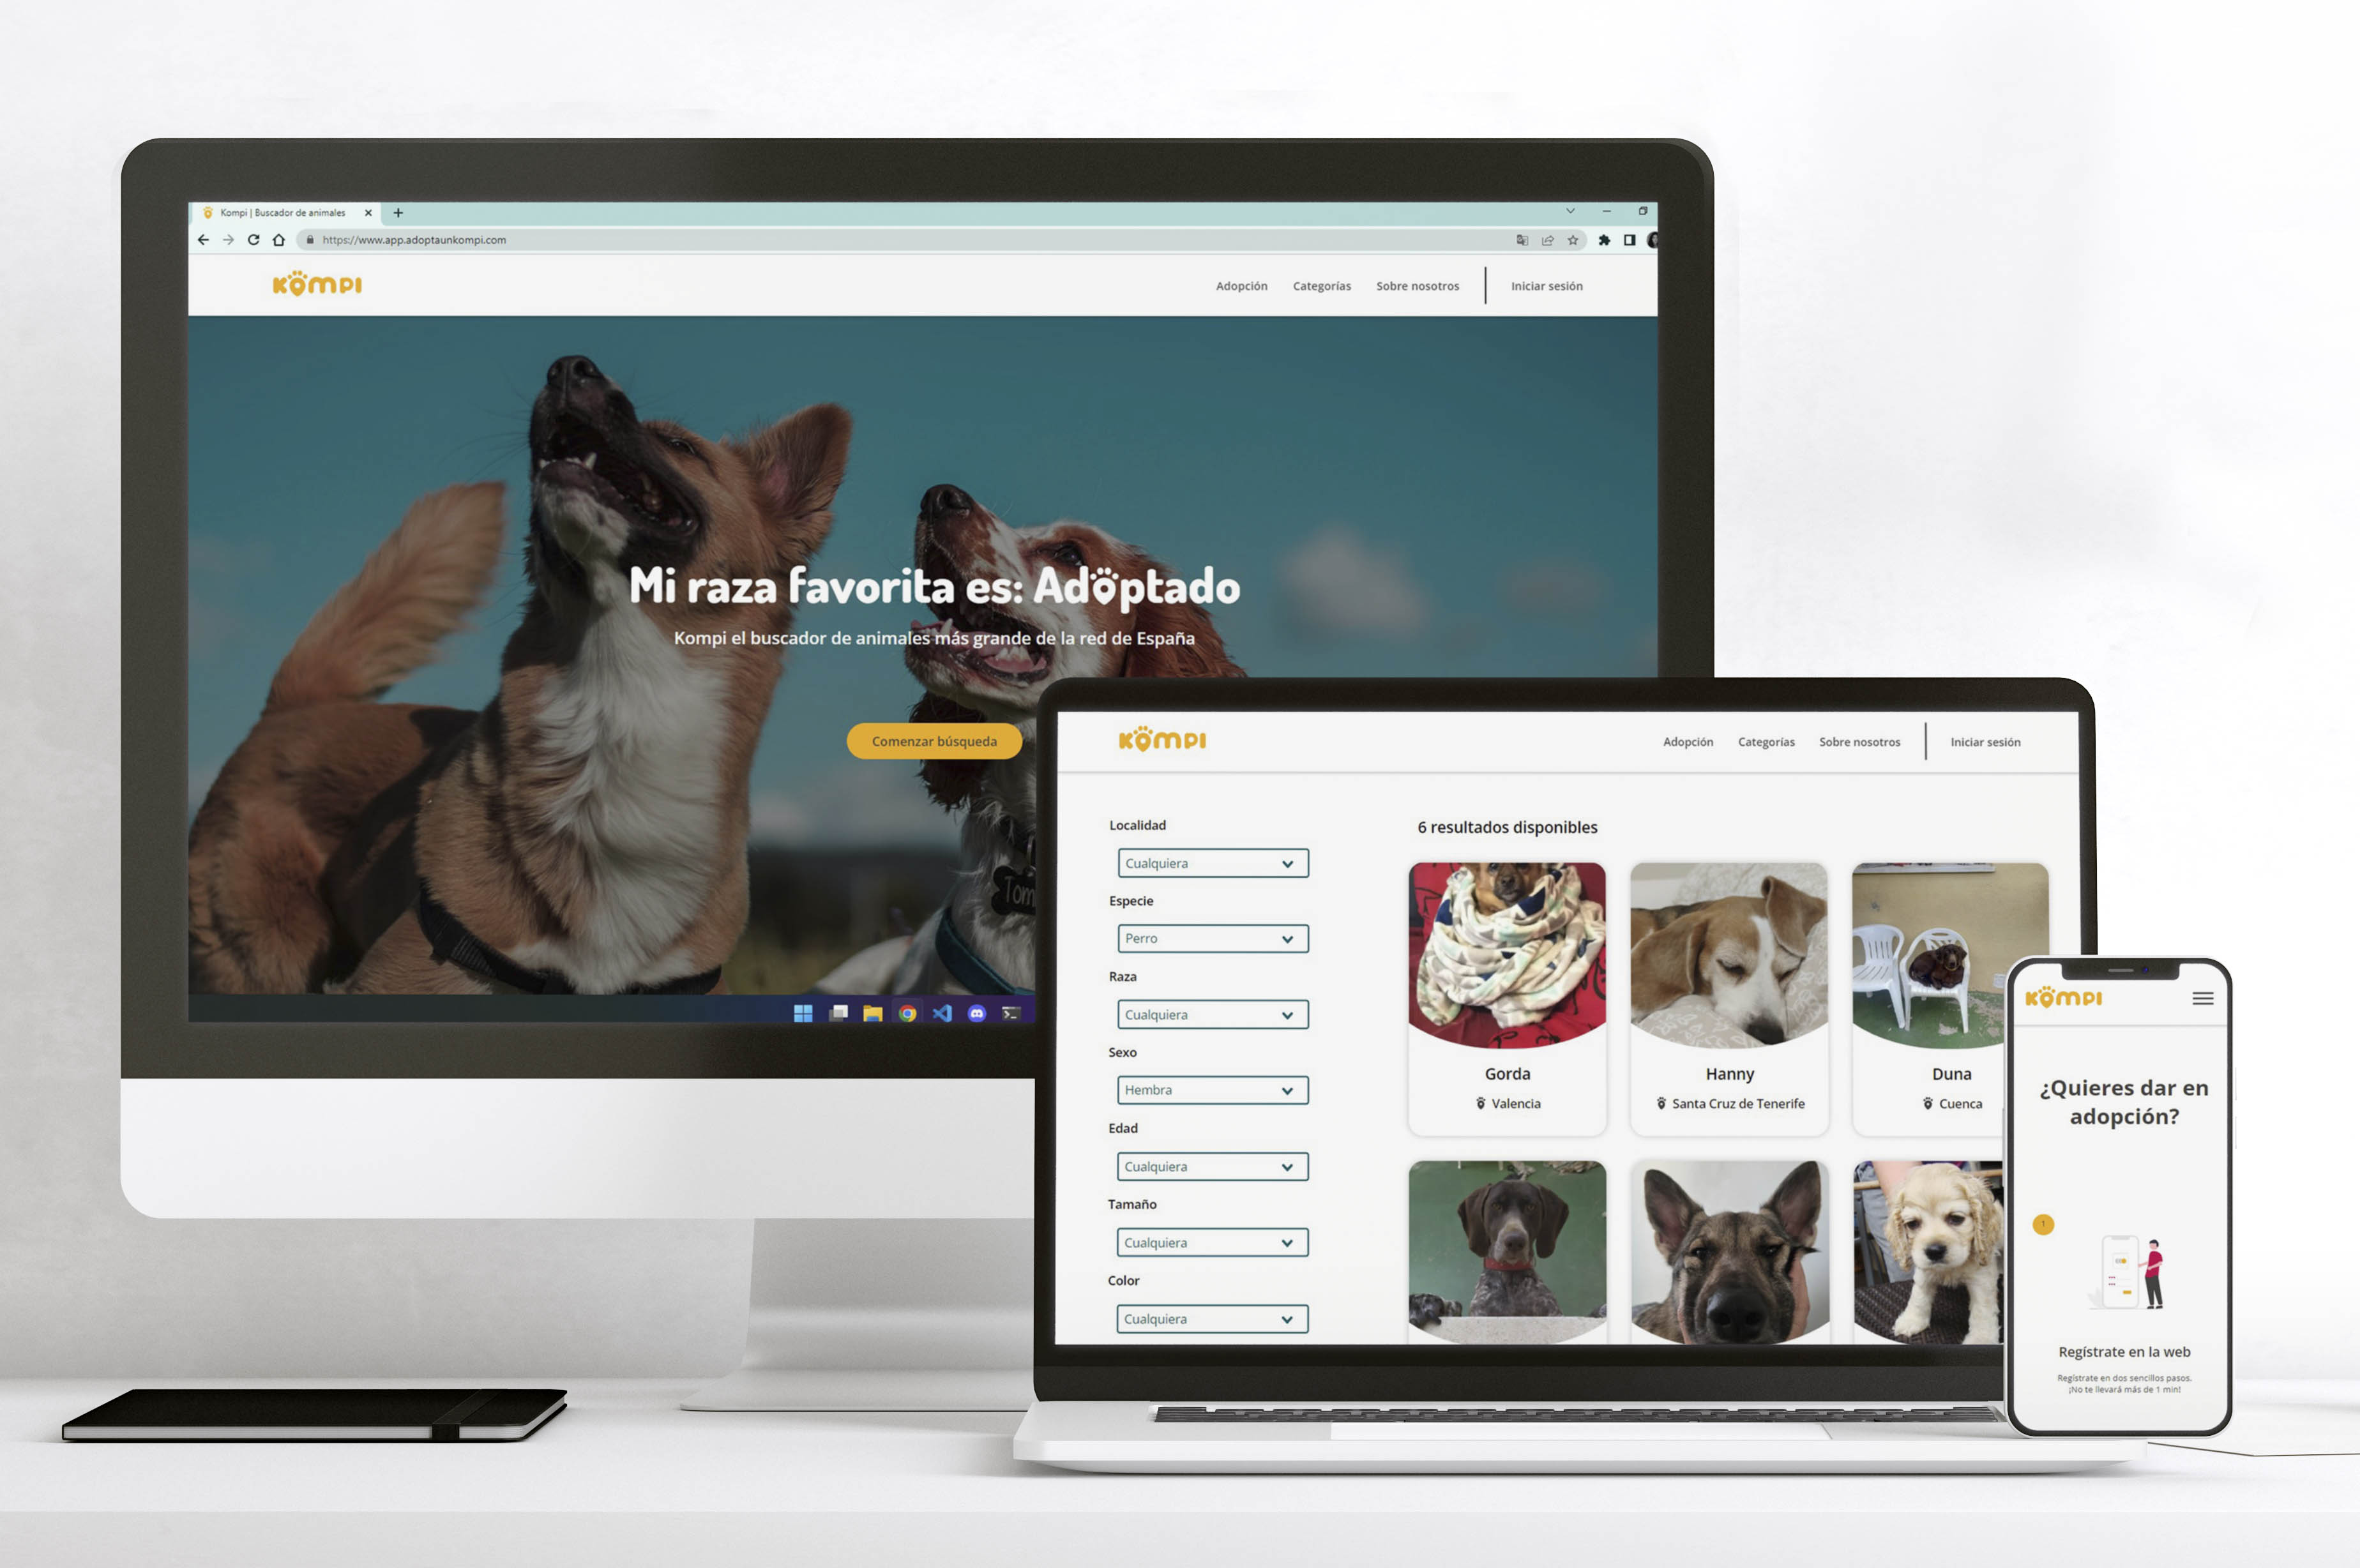 Kompi | Buscador de animales
https://www.app.adoptaunkompi.com
KOMPI
Adopción Categorías Sobre nosotros Iniciar sesión
Mi raza favorita es: Adoptado
Kompi el buscador de animales más grande de la red de España
Comenzar búsqueda
Tom
KOMPI
Adopción Categorías Sobre nosotros Iniciar sesión
Localidad
Cualquiera
Especie
Perro
Raza
Cualquiera
Sexo
Hembra
Edad
Cualquiera
Tamaño
Cualquiera
Color
Cualquiera
6 resultados disponibles
Gorda
Valencia
Hanny
Santa Cruz de Tenerife
Duna
Cuenca
KOMPI
¿Quieres dar en
adopción?
1
Regístrate en la web
Regístrate en dos sencillos pasos.
¡No te llevará más de 1 min!